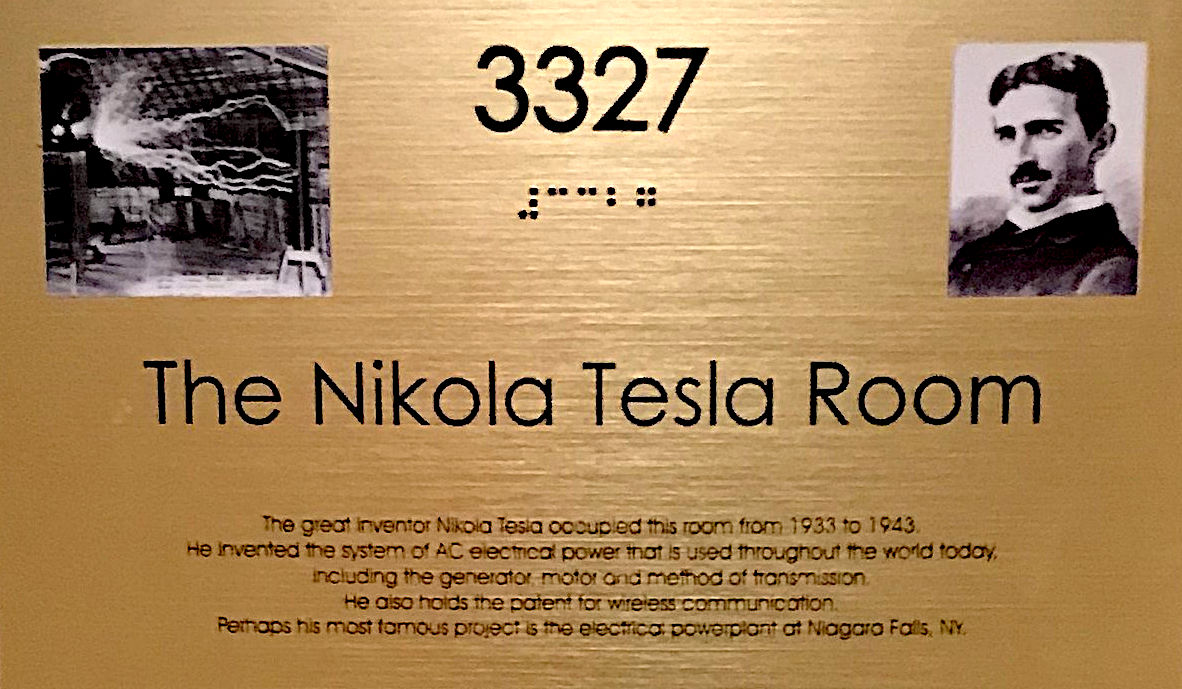 3327
⠼⠉⠉⠃⠛
The Nikola Tesla Room
The great inventor Nikola Tesla occupied this room from 1933 to 1943.
He invented the system of AC electrical power that is used throughout the world today,
including the generator, motor and method of transmission.
He also holds the patent for wireless communication.
Perhaps his most famous project is the electrical powerplant at Niagara Falls, NY.